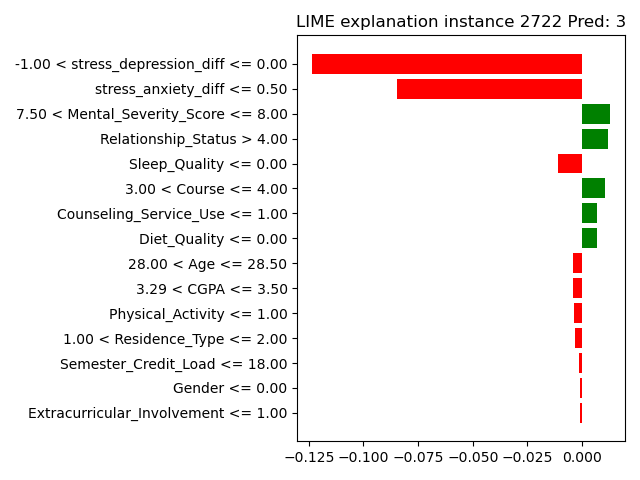 LIME explanation instance 2722 Pred: 3
-1.00 < stress_depression_diff <= 0.00
stress_anxiety_diff <= 0.50
7.50 < Mental_Severity_Score <= 8.00
Relationship_Status > 4.00
Sleep_Quality <= 0.00
3.00 < Course <= 4.00
Counseling_Service_Use <= 1.00
Diet_Quality <= 0.00
28.00 < Age <= 28.50
3.29 < CGPA <= 3.50
Physical_Activity <= 1.00
1.00 < Residence_Type <= 2.00
Semester_Credit_Load <= 18.00
Gender <= 0.00
Extracurricular_Involvement <= 1.00
−0.125 −0.100 −0.075 −0.050 −0.025 0.000